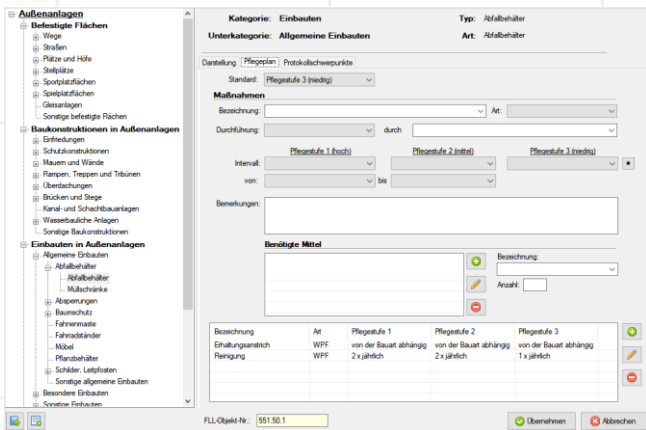 Außenanlagen
Befestigte Flächen
Wege
Straßen
Plätze und Höfe
Stellplätze
Sportplatzflächen
Spielplatzflächen
Gleisanlagen
Sonstige befestigte Flächen
Baukonstruktionen in Außenanlagen
Einfriedungen
Schutzkonstruktionen
Mauern und Wände
Rampen, Treppen und Tribünen
Überdachungen
Brücken und Stege
Kanal- und Schachtbauanlagen
Wasserbauliche Anlagen
Sonstige Baukonstruktionen
Einbauten in Außenanlagen
Allgemeine Einbauten
Abfallbehälter
Abfallbehälter
Müllschränke
Absperrungen
Baumschutz
Fahnenmaste
Fahrradständer
Möbel
Pflanzbehälter
Schilder, Leitpfosten
Sonstige allgemeine Einbauten
Besondere Einbauten
Sonstige Einbauten
Kategorie: Einbauten Typ: Abfallbehälter
Unterkategorie: Allgemeine Einbauten Art: Abfallbehälter
Darstellung Pflegeplan Protokollschwerpunkte
Standard: Pflegestufe 3 (niedrig)
Maßnahmen
Bezeichnung: Art:
Durchführung: durch
Pflegestufe 1 (hoch) Pflegestufe 2 (mittel) Pflegestufe 3 (niedrig)
Intervall:
von: bis
Bemerkungen:
Benötigte Mittel
Bezeichnung:
Anzahl:
Bezeichnung Art Pflegestufe 1 Pflegestufe 2 Pflegestufe 3
Erhaltungsanstrich WPF von der Bauart abhängig von der Bauart abhängig von der Bauart abhängig
Reinigung WPF 2 x jährlich 2 x jährlich 1 x jährlich
FLL-Objekt-Nr.: 551.50.1 Übernehmen Abbrechen